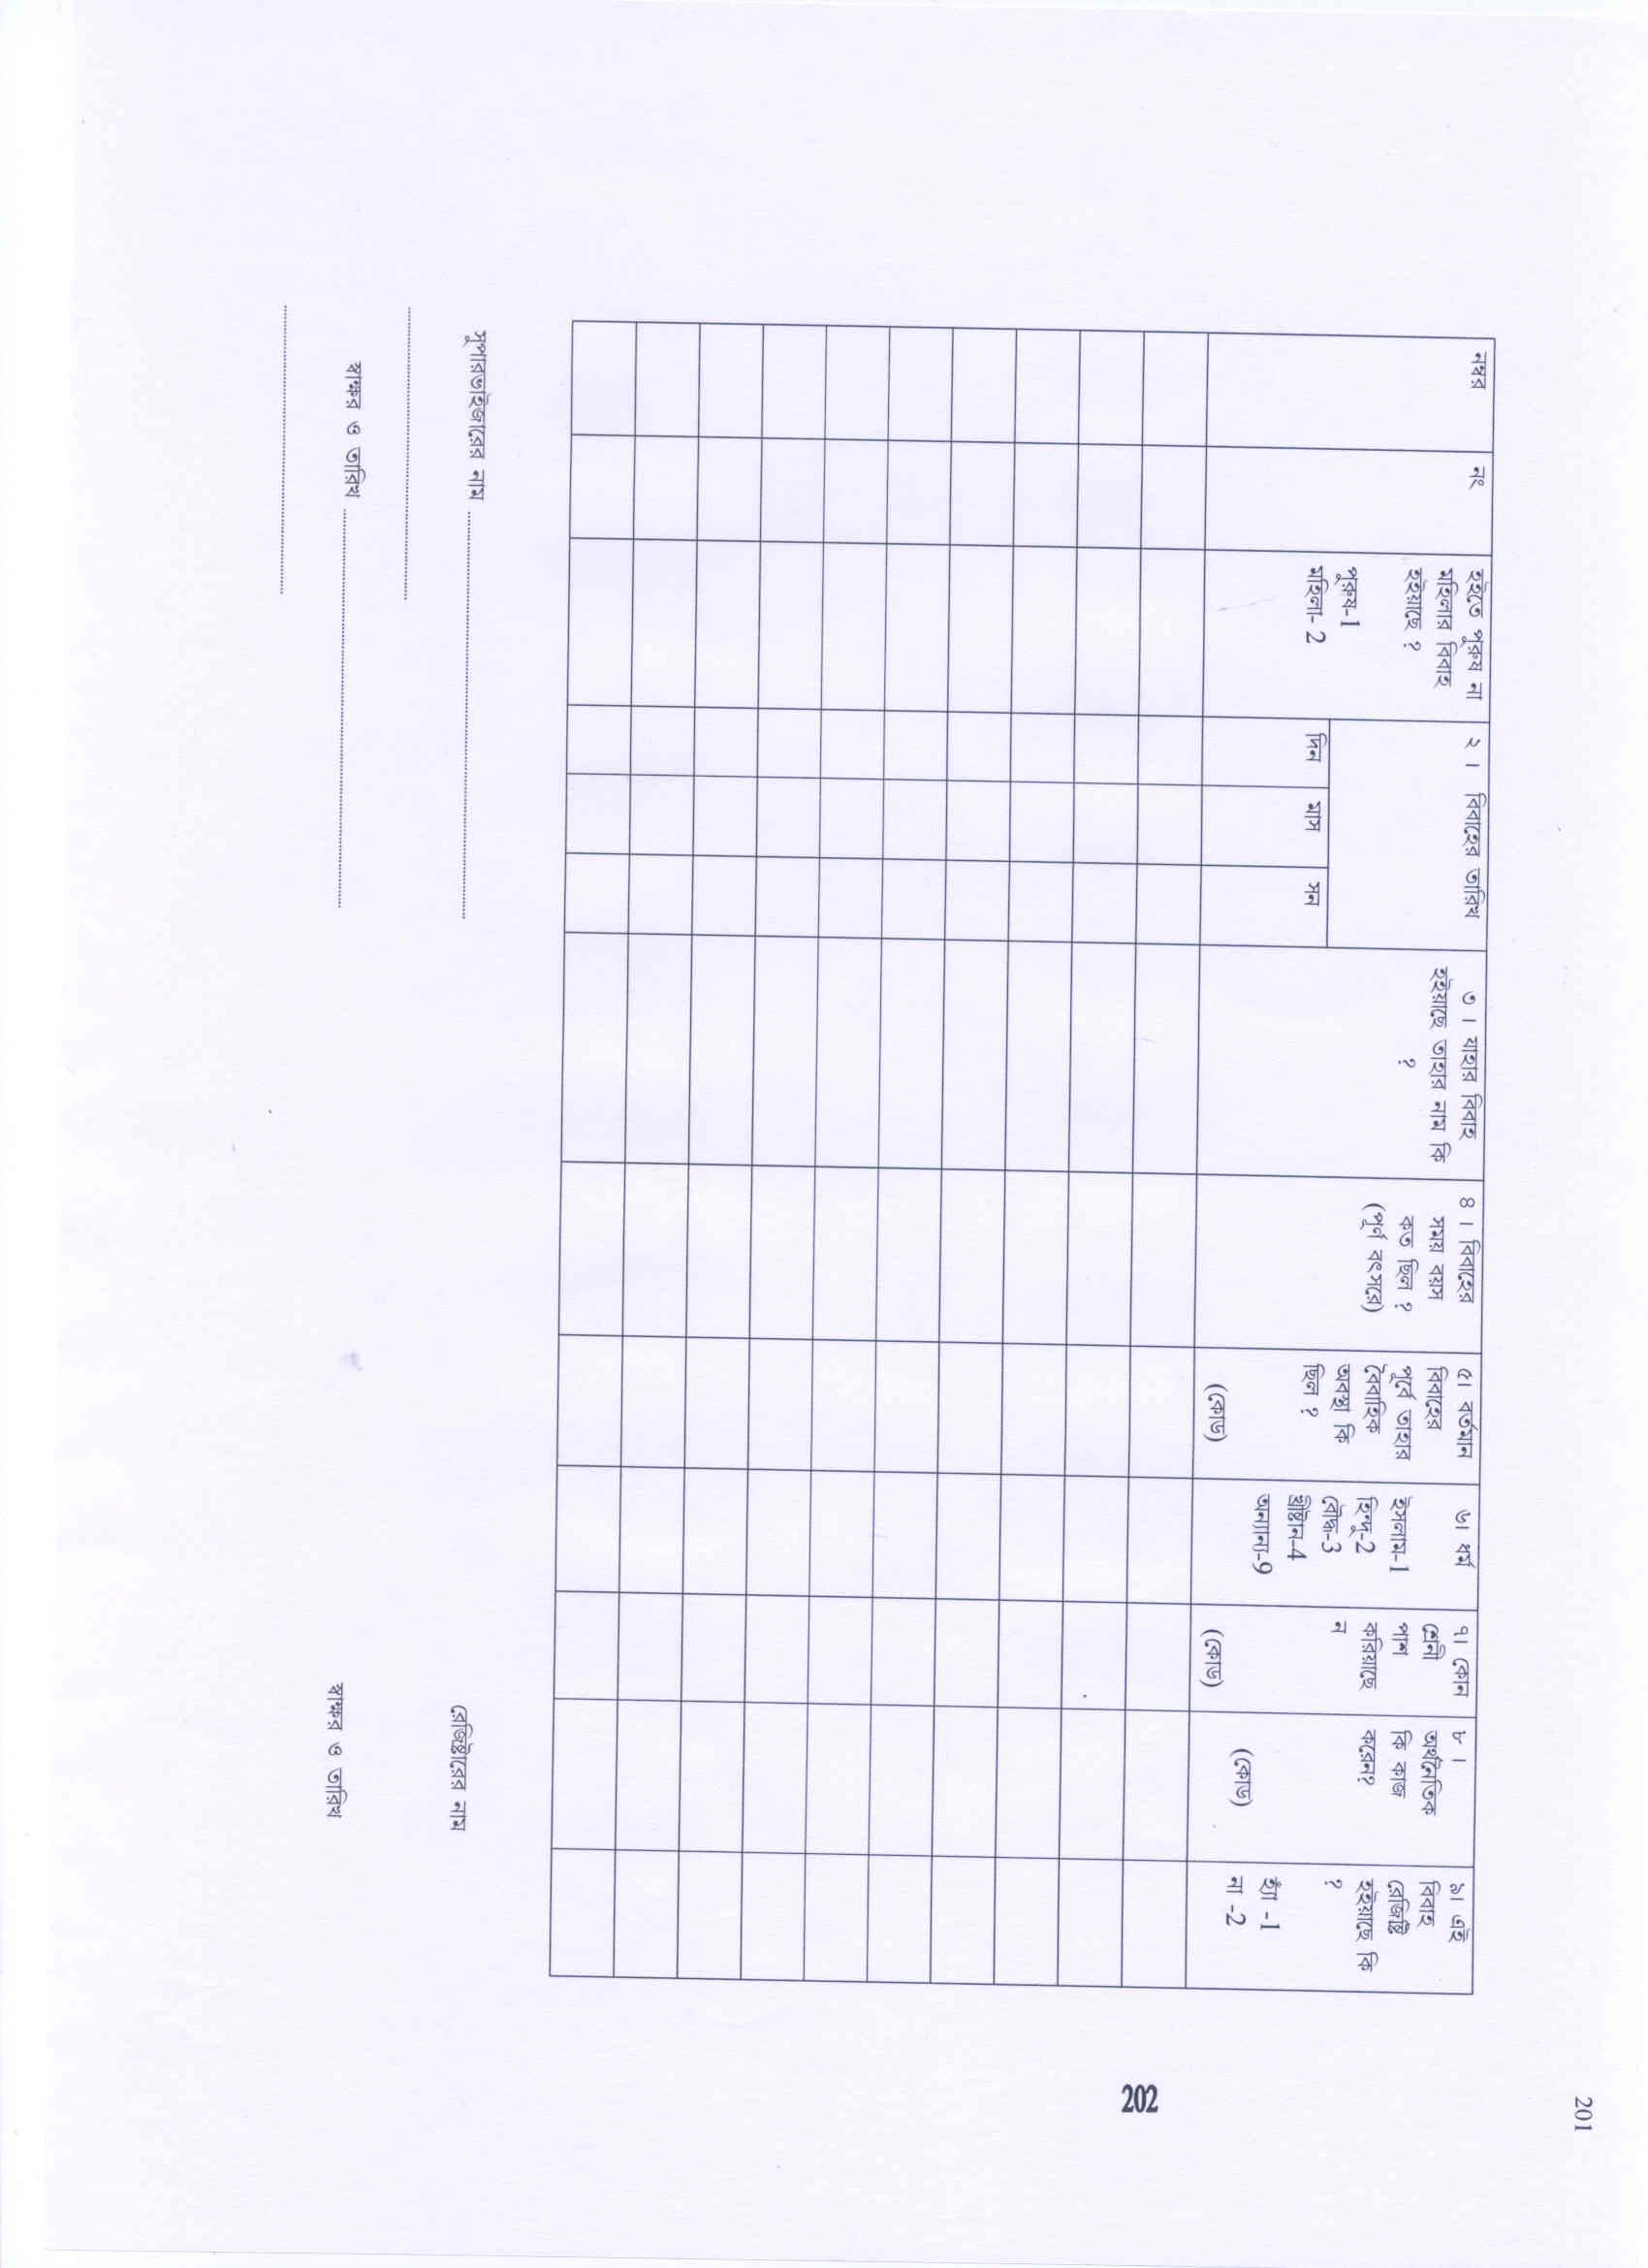 201
নম্বর
নং
হইতে পুরুষ না
মহিলার বিবাহ
হইয়াছে ?
পুরুষ-1
মহিলা- 2
২ । বিবাহের তারিখ
দিন
মাস
সন
৩ । যাহার বিবাহ
হইয়াছে তাহার নাম কি
?
৪ । বিবাহের
সময় বয়স
কত ছিল ?
(পূর্ণ বৎসরে)
৫। বর্তমান
বিবাহের
পূর্বে তাহার
বৈবাহিক
অবস্থা কি
ছিল ?
(কোড)
৬। ধর্ম
ইসলাম-1
হিন্দু-2
বৌদ্ধ-3
খ্রীষ্টান-4
অন্যান্য-9
৭। কোন
শ্রেনী
পাশ
করিয়াছে
ন
(কোড)
৮ ।
অর্থনৈতিক
কি কাজ
করেন?
(কোড)
৯। এই
বিবাহ
রেজিষ্ট্রি
হইয়াছে কি
?
হ্যাঁ -1
না -2
সুপারভাইজারের নাম
রেজিষ্টারের নাম
স্বাক্ষর ও তারিখ
স্বাক্ষর ও তারিখ
202